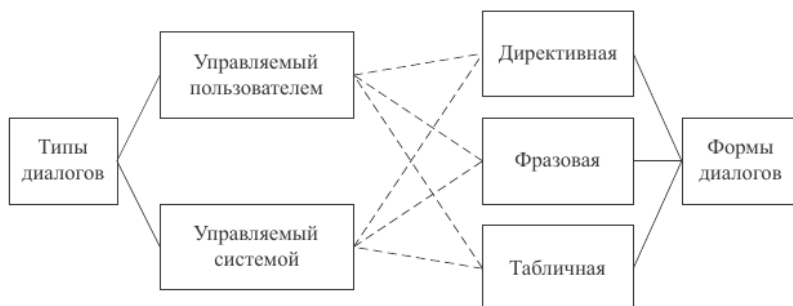 Типы
диалогов
Управляемый
пользователем
Управляемый
системой
Директивная
Фразовая
Табличная
Формы
диалогов